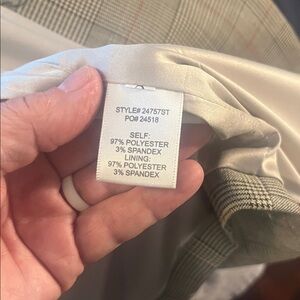 STYLE# 24757ST
PO# 24518
SELF:
97% POLYESTER
3% SPANDEX
LINING:
97% POLYESTER
3% SPANDEX